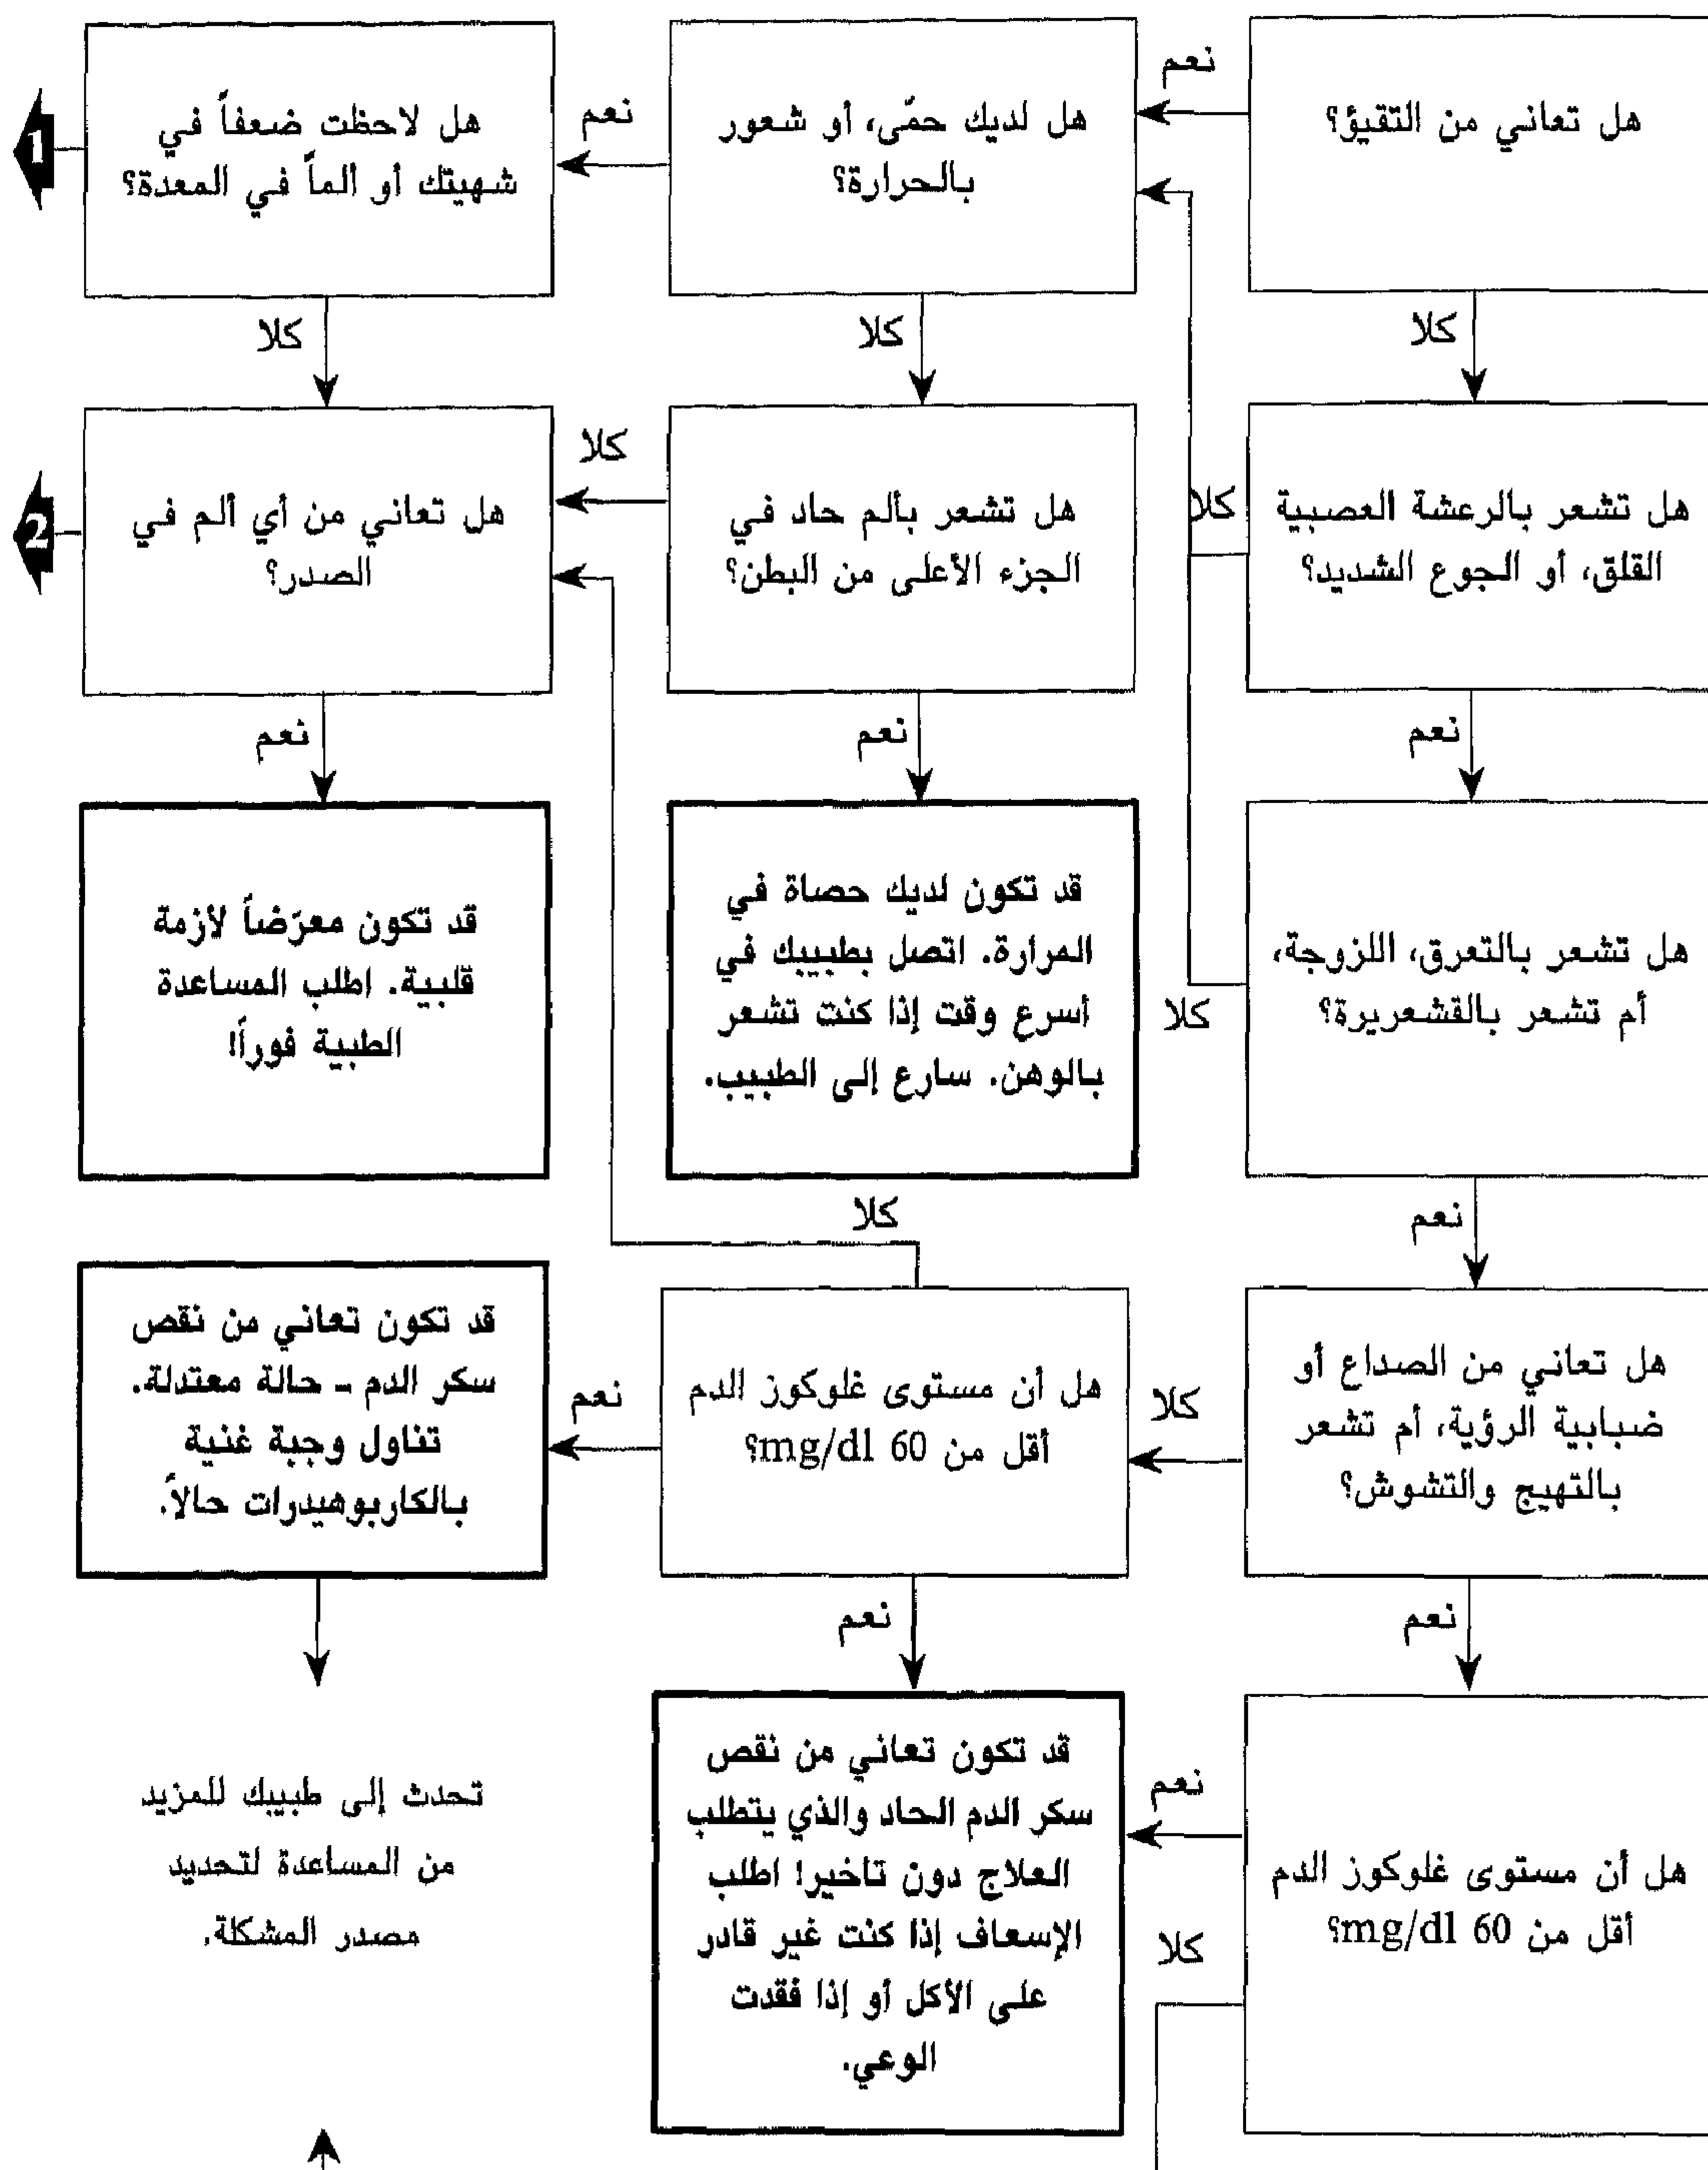 هل تعاني من التقيؤ؟
نعم
هل لديك حمّى، أو شعور
بالحرارة؟
نعم
هل لاحظت ضعفاً في
شهيتك أو ألماً في المعدة؟
1
كلا
كلا
كلا
هل تشعر بالرعشة العصبية
القلق، أو الجوع الشديد؟
كلا
هل تشعر بألم حاد في
الجزء الأعلى من البطن؟
كلا
هل تعاني من أي ألم في
الصدر؟
2
نعم
نعم
نعم
هل تشعر بالتعرق، اللزوجة،
أم تشعر بالقشعريرة؟
كلا
قد تكون لديك حصاة في
المرارة. اتصل بطبيبك في
أسرع وقت إذا كنت تشعر
بالوهن. سارع إلى الطبيب.
قد تكون معرّضاً لأزمة
قلبية. اطلب المساعدة
الطبية فوراً!
نعم
كلا
هل تعاني من الصداع أو
ضبابية الرؤية، أم تشعر
بالتهيج والتشوش؟
كلا
هل أن مستوى غلوكوز الدم
أقل من 60 mg/dl؟
نعم
قد تكون تعاني من نقص
سكر الدم - حالة معتدلة.
تناول وجبة غنية
بالكاربوهيدرات حالاً.
نعم
نعم
هل أن مستوى غلوكوز الدم
أقل من 60 mg/dl؟
نعم
كلا
قد تكون تعاني من نقص
سكر الدم الحاد والذي يتطلب
العلاج دون تاخير! اطلب
الإسعاف إذا كنت غير قادر
على الأكل أو إذا فقدت
الوعي.
تحدث إلى طبيبك للمزيد
من المساعدة لتحديد
مصدر المشكلة.